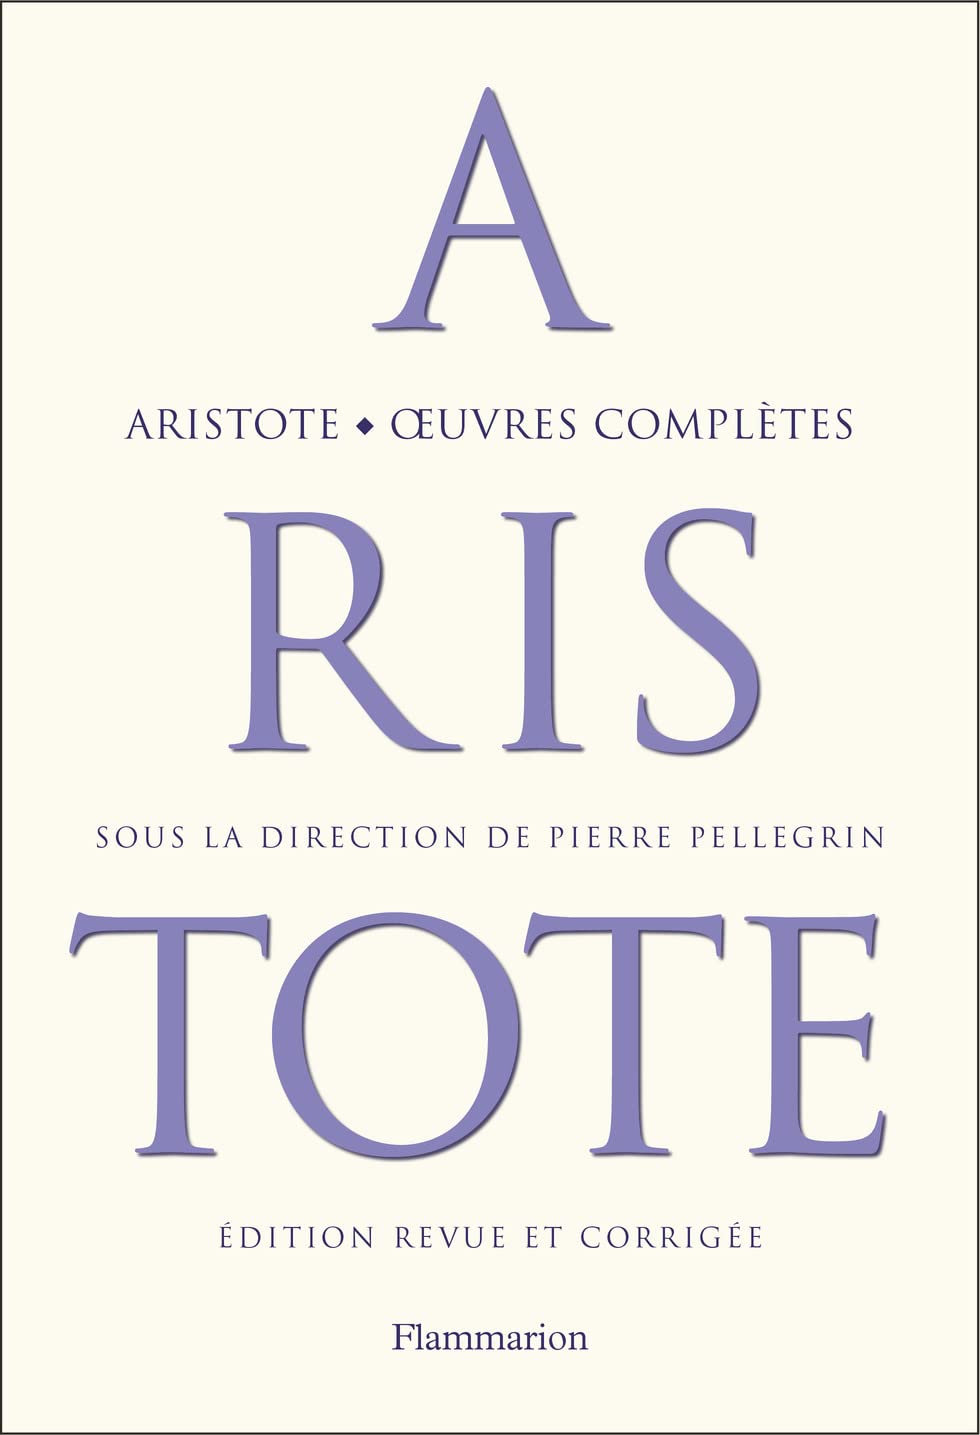 A
ARISTOTE ◆ ŒUVRES COMPLÈTES
RIS
SOUS LA DIRECTION DE PIERRE PELLEGRIN
TOTE
ÉDITION REVUE ET CORRIGÉE
Flammarion